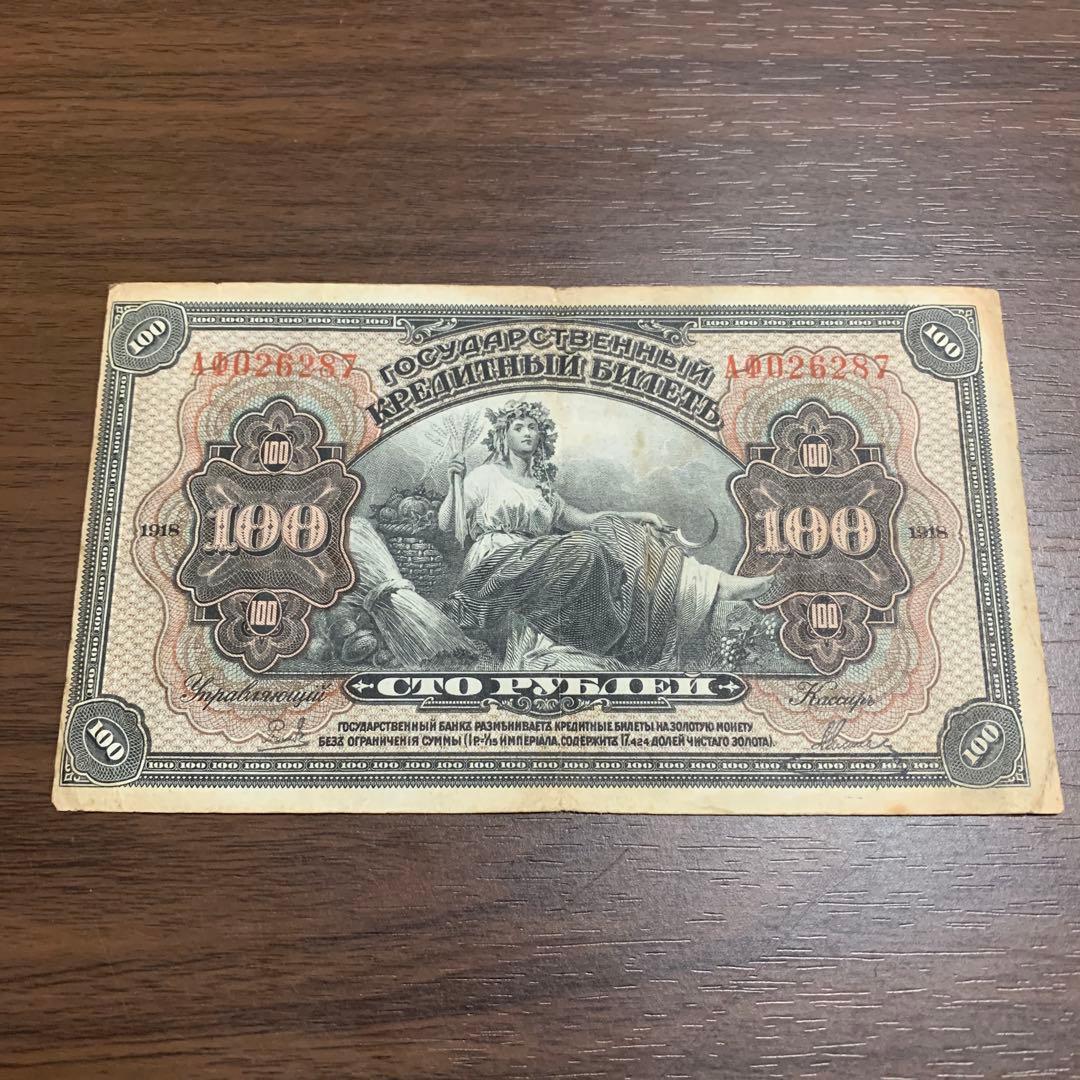 100 100
АФ026287 ГОСУДАРСТВЕННЫЙ АФ026287
КРЕДИТНЫЙ БИЛЕТЪ
100 100
1918 100 100 1918
100 100
Управляющий СТО РУБЛЕЙ Кассиръ
ГОСУДАРСТВЕННЫЙ БАНКЪ РАЗМѢНИВАЕТЪ КРЕДИТНЫЕ БИЛЕТЫ НА ЗОЛОТУЮ МОНЕТУ
БЕЗЪ ОГРАНИЧЕНІЯ СУММЫ (1 Р.-1/15 ИМПЕРІАЛА, СОДЕРЖИТЪ 17,424 ДОЛЕЙ ЧИСТАГО ЗОЛОТА).
100 100